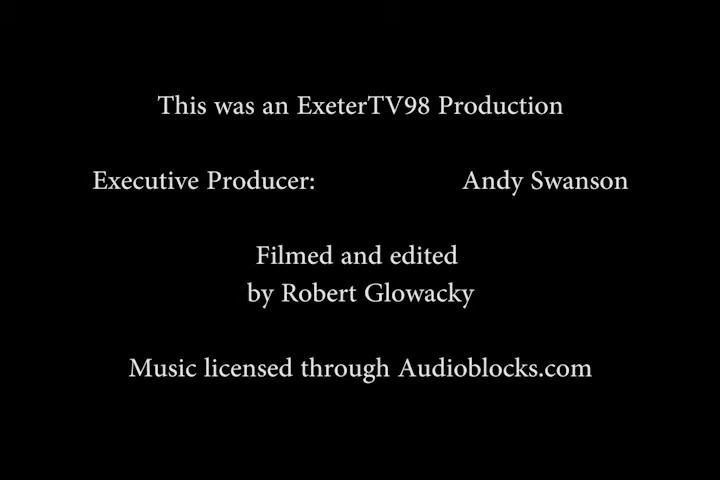 This was an ExeterTV98 Production
Executive Producer: Andy Swanson
Filmed and edited
by Robert Glowacky
Music licensed through Audioblocks.com